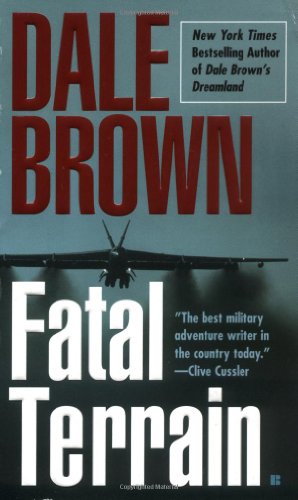 DALE
BROWN
New York Times
Bestselling Author
of Dale Brown's
Dreamland
Fatal
Terrain
"The best military
adventure writer in
the country today."
—Clive Cussler
B